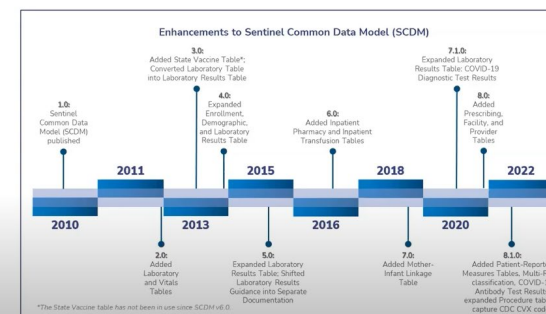 Enhancements to Sentinel Common Data Model (SCDM)
1.0:
Sentinel
Common Data
Model (SCDM)
published
3.0:
Added State Vaccine Table*;
Converted Laboratory Table
into Laboratory Results Table
4.0:
Expanded
Enrollment,
Demographic,
and Laboratory
Results Table
6.0:
Added Inpatient
Pharmacy and Inpatient
Transfusion Tables
7.1.0:
Expanded Laboratory
Results Table: COVID-19
Diagnostic Test Results
8.0:
Added
Prescribing,
Facility, and
Provider
Tables
2011
2015
2018
2022
2010
2013
2016
2020
2.0:
Added
Laboratory
and Vitals
Tables
5.0:
Expanded Laboratory
Results Table; Shifted
Laboratory Results
Guidance into Separate
Documentation
7.0:
Added Mother-
Infant Linkage
Table
8.1.0:
Added Patient-Report
Measures Tables, Multi-
classification, COVID-
Antibody Test Result
expanded Procedure tab
capture CDC CVX cod
*The State Vaccine table has not been in use since SCDM v6.0